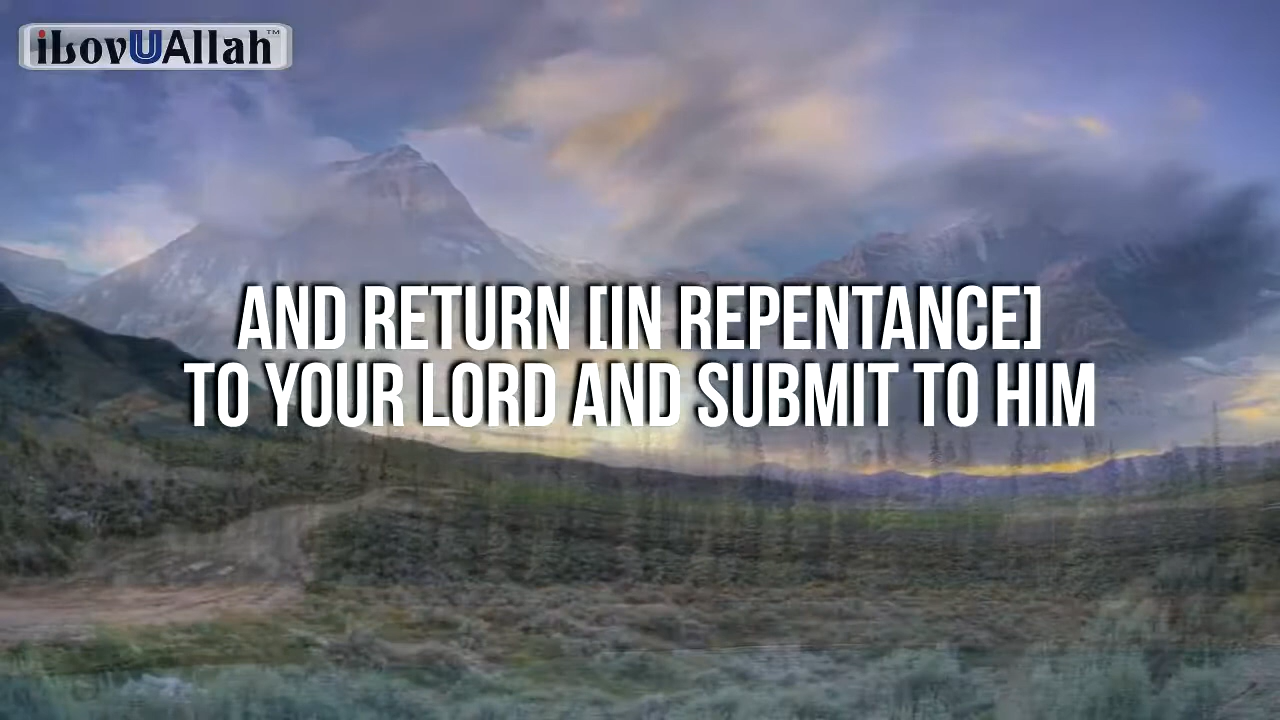 iLovUAllah™
AND RETURN [IN REPENTANCE]
TO YOUR LORD AND SUBMIT TO HIM